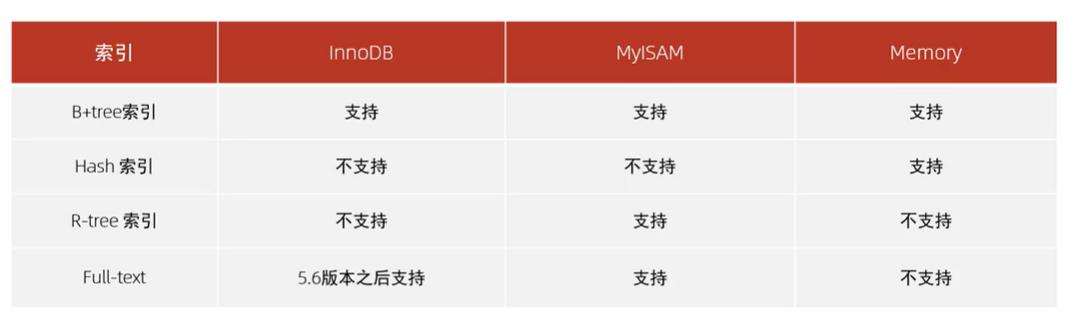 索引 InnoDB MyISAM Memory
B+tree索引 支持 支持 支持
Hash 索引 不支持 不支持 支持
R-tree 索引 不支持 支持 不支持
Full-text 5.6版本之后支持 支持 不支持